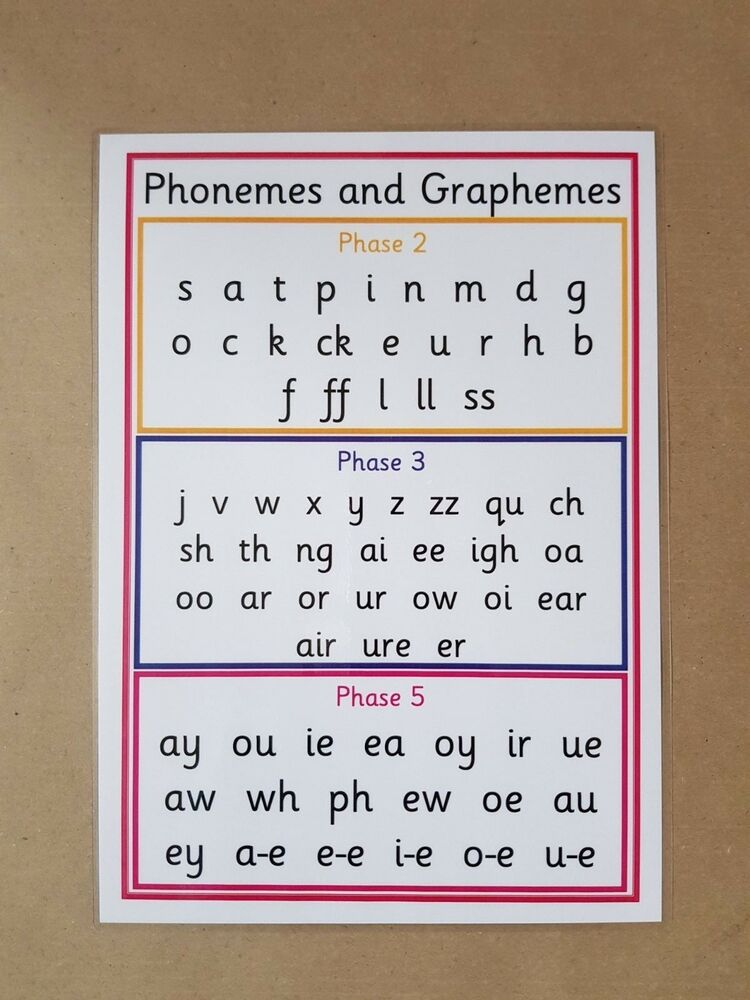 Phonemes and Graphemes
Phase 2
s a t p i n m d g
o c k ck e u r h b
f ff l ll ss
Phase 3
j v w x y z zz qu ch
sh th ng ai ee igh oa
oo ar or ur ow oi ear
air ure er
Phase 5
ay ou ie ea oy ir ue
aw wh ph ew oe au
ey a-e e-e i-e o-e u-e